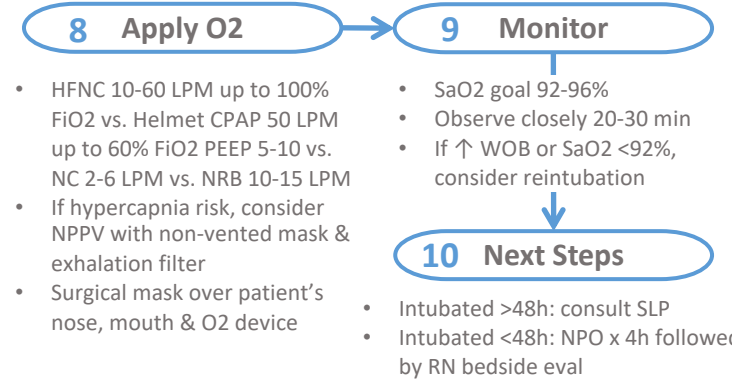 8 Apply O2
• HFNC 10-60 LPM up to 100%
FiO2 vs. Helmet CPAP 50 LPM
up to 60% FiO2 PEEP 5-10 vs.
NC 2-6 LPM vs. NRB 10-15 LPM
• If hypercapnia risk, consider
NPPV with non-vented mask &
exhalation filter
• Surgical mask over patient’s
nose, mouth & O2 device
9 Monitor
• SaO2 goal 92-96%
• Observe closely 20-30 min
• If ↑ WOB or SaO2 <92%,
consider reintubation
10 Next Steps
• Intubated >48h: consult SLP
• Intubated <48h: NPO x 4h followed
by RN bedside eval